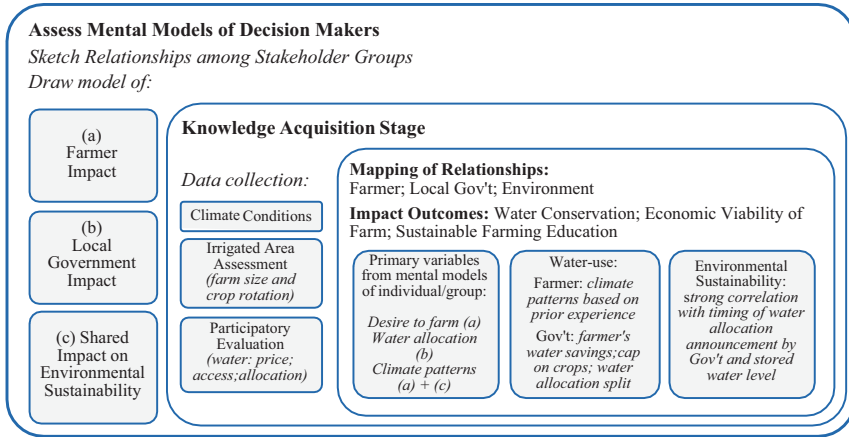 Assess Mental Models of Decision Makers
Sketch Relationships among Stakeholder Groups
Draw model of:
(a)
Farmer
Impact
(b)
Local
Government
Impact
(c) Shared
Impact on
Environmental
Sustainability
Knowledge Acquisition Stage
Data collection:
Climate Conditions
Irrigated Area
Assessment
(farm size and
crop rotation)
Participatory
Evaluation
(water: price;
access;allocation)
Mapping of Relationships:
Farmer; Local Gov't; Environment
Impact Outcomes: Water Conservation; Economic Viability of
Farm; Sustainable Farming Education
Primary variables
from mental models
of individual/group:
Desire to farm (a)
Water allocation
(b)
Climate patterns
(a) + (c)
Water-use:
Farmer: climate
patterns based on
prior experience
Gov't: farmer's
water savings;cap
on crops; water
allocation split
Environmental
Sustainability:
strong correlation
with timing of water
allocation
announcement by
Gov't and stored
water level